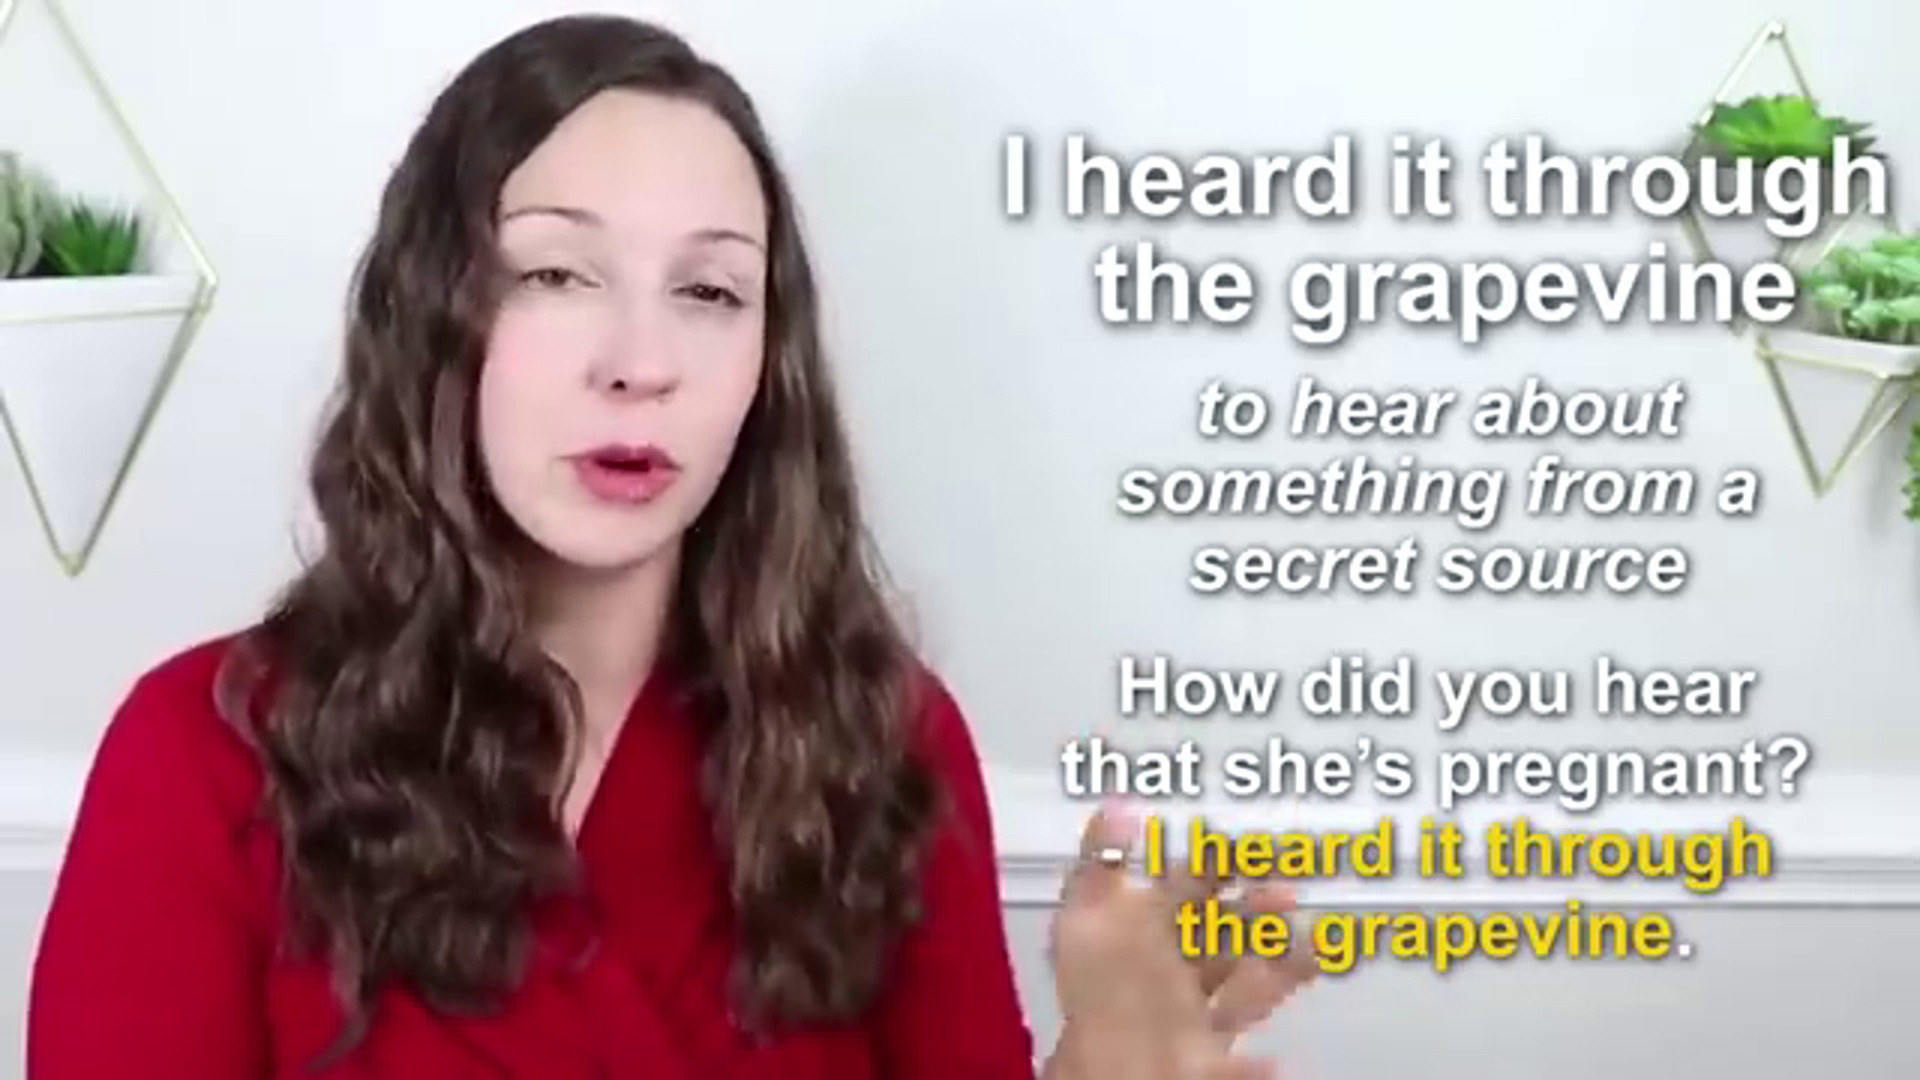 I heard it through
the grapevine
to hear about
something from a
secret source
How did you hear
that she’s pregnant?
- I heard it through
the grapevine.